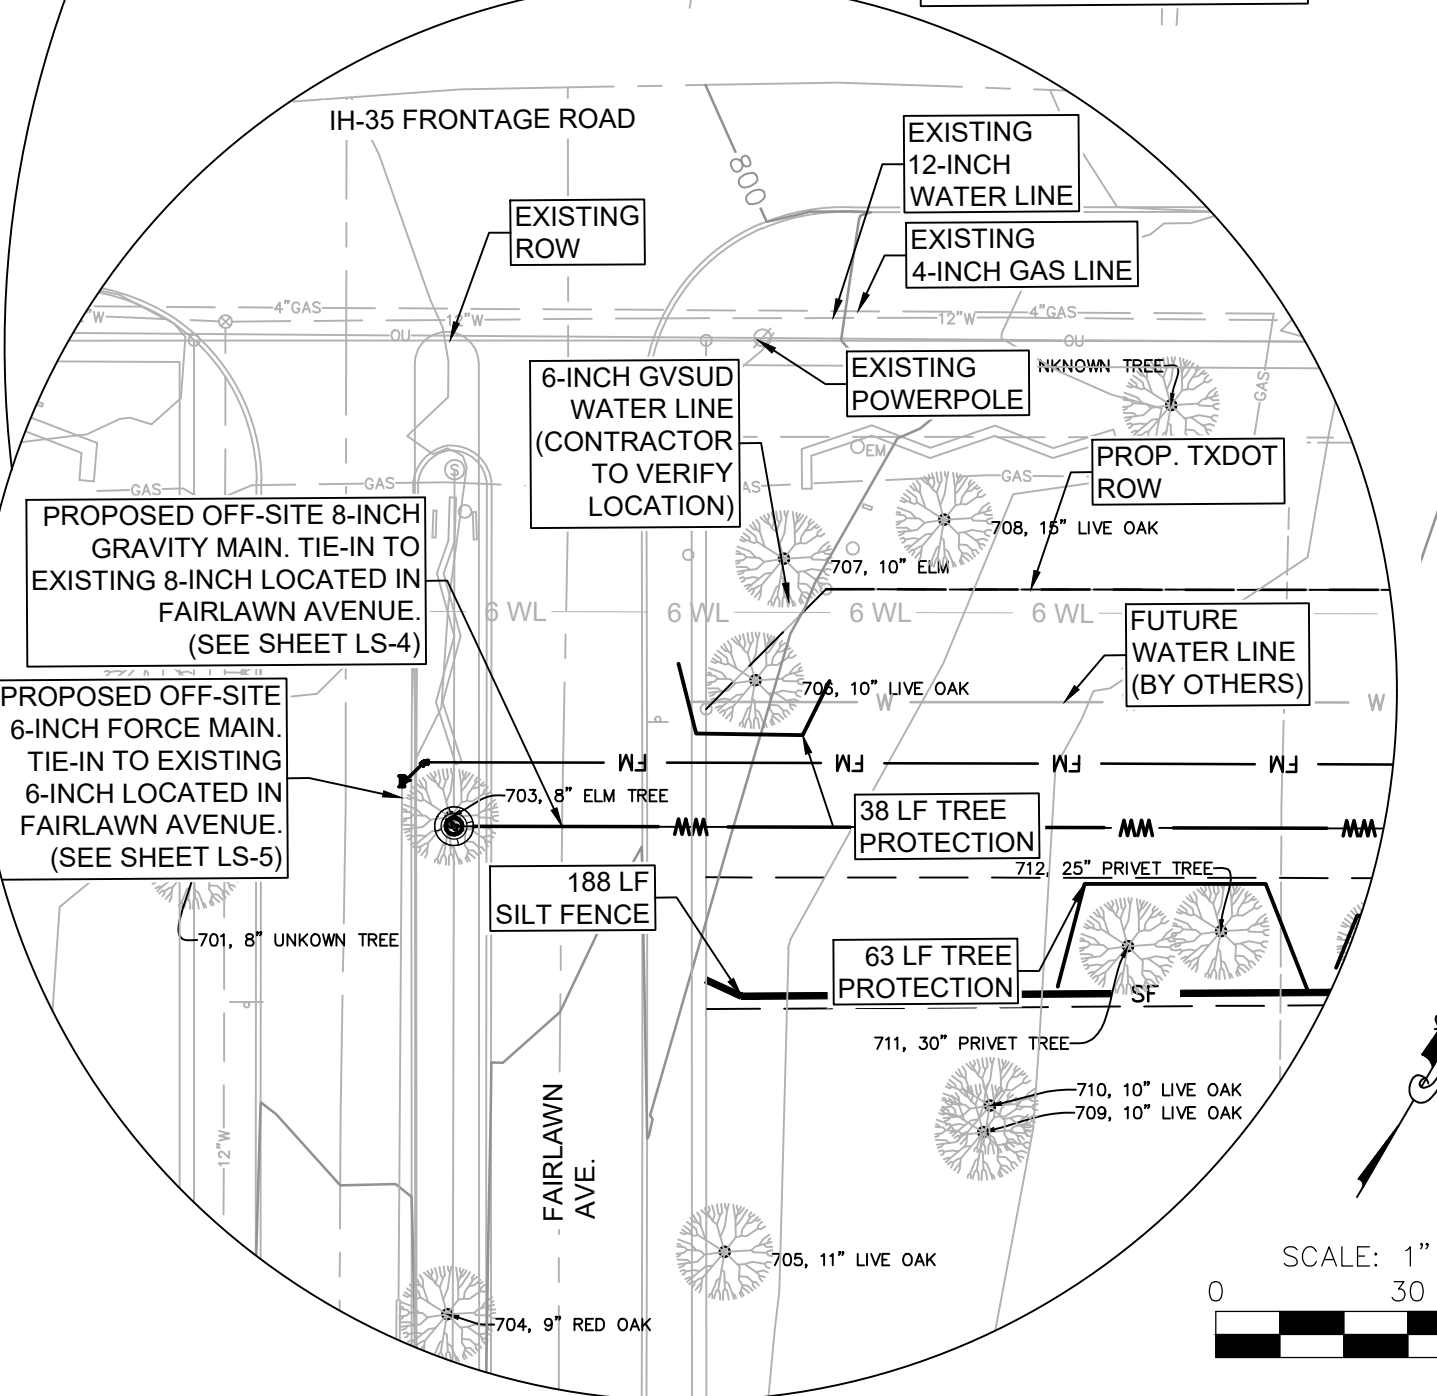 IH-35 FRONTAGE ROAD
800
EXISTING
12-INCH
WATER LINE
EXISTING
ROW
EXISTING
4-INCH GAS LINE
4"GAS
"W
12"W
12"W
4"GAS
OU
OU
6-INCH GVSUD
WATER LINE
(CONTRACTOR
TO VERIFY
LOCATION)
EXISTING
POWERPOLE
NKNOWN TREE
GAS
EM
S
PROP. TXDOT
ROW
GAS
GAS
AS
GAS
PROPOSED OFF-SITE 8-INCH
GRAVITY MAIN. TIE-IN TO
EXISTING 8-INCH LOCATED IN
FAIRLAWN AVENUE.
(SEE SHEET LS-4)
708, 15" LIVE OAK
707, 10" ELM
6 WL
6 WL
6 WL
6 WL
FUTURE
WATER LINE
(BY OTHERS)
PROPOSED OFF-SITE
6-INCH FORCE MAIN.
TIE-IN TO EXISTING
6-INCH LOCATED IN
FAIRLAWN AVENUE.
(SEE SHEET LS-5)
706, 10" LIVE OAK
W
W
FM
FM
FM
FM
703, 8" ELM TREE
WW
WW
WW
38 LF TREE
PROTECTION
712, 25" PRIVET TREE
188 LF
SILT FENCE
701, 8" UNKOWN TREE
63 LF TREE
PROTECTION
SF
711, 30" PRIVET TREE
710, 10" LIVE OAK
709, 10" LIVE OAK
12"W
FAIRLAWN
AVE.
705, 11" LIVE OAK
704, 9" RED OAK
SCALE: 1"
0
30